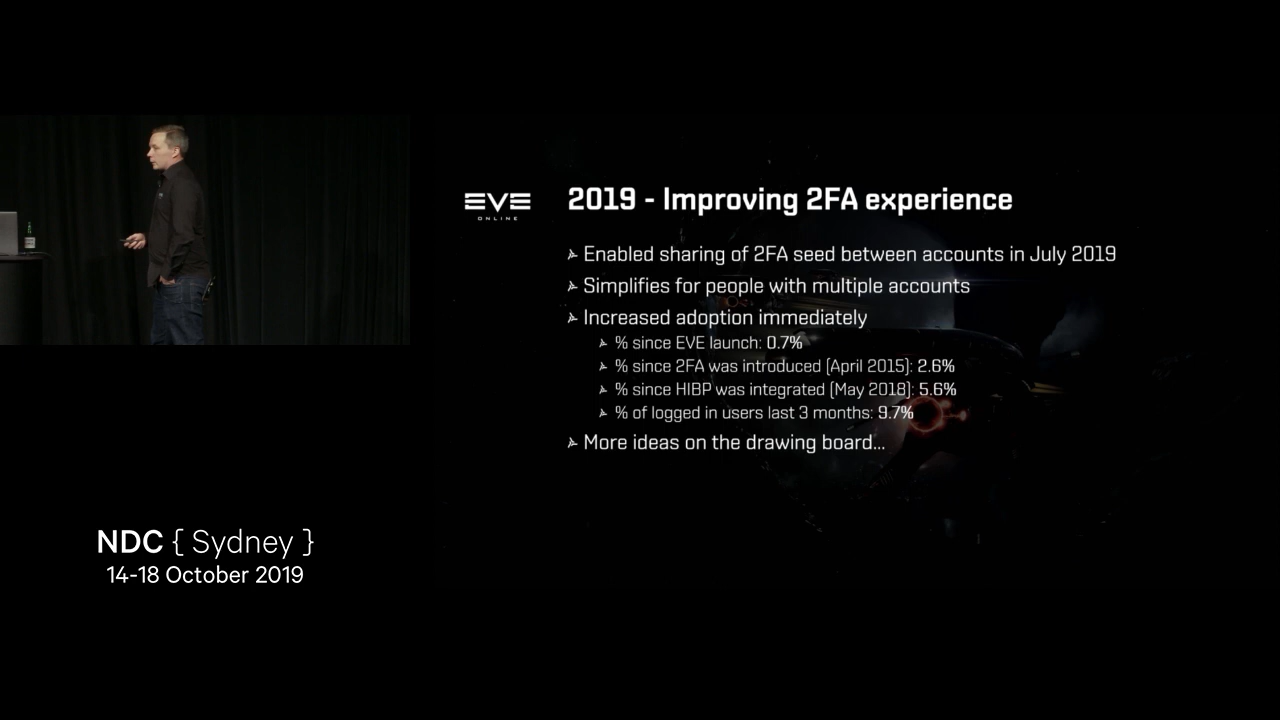 EVE
ONLINE
2019 - Improving 2FA experience
Enabled sharing of 2FA seed between accounts in July 2019
Simplifies for people with multiple accounts
Increased adoption immediately
% since EVE launch: 0.7%
% since 2FA was introduced (April 2015): 2.6%
% since HIBP was integrated (May 2018): 5.6%
% of logged in users last 3 months: 9.7%
More ideas on the drawing board...
NDC { Sydney }
14-18 October 2019